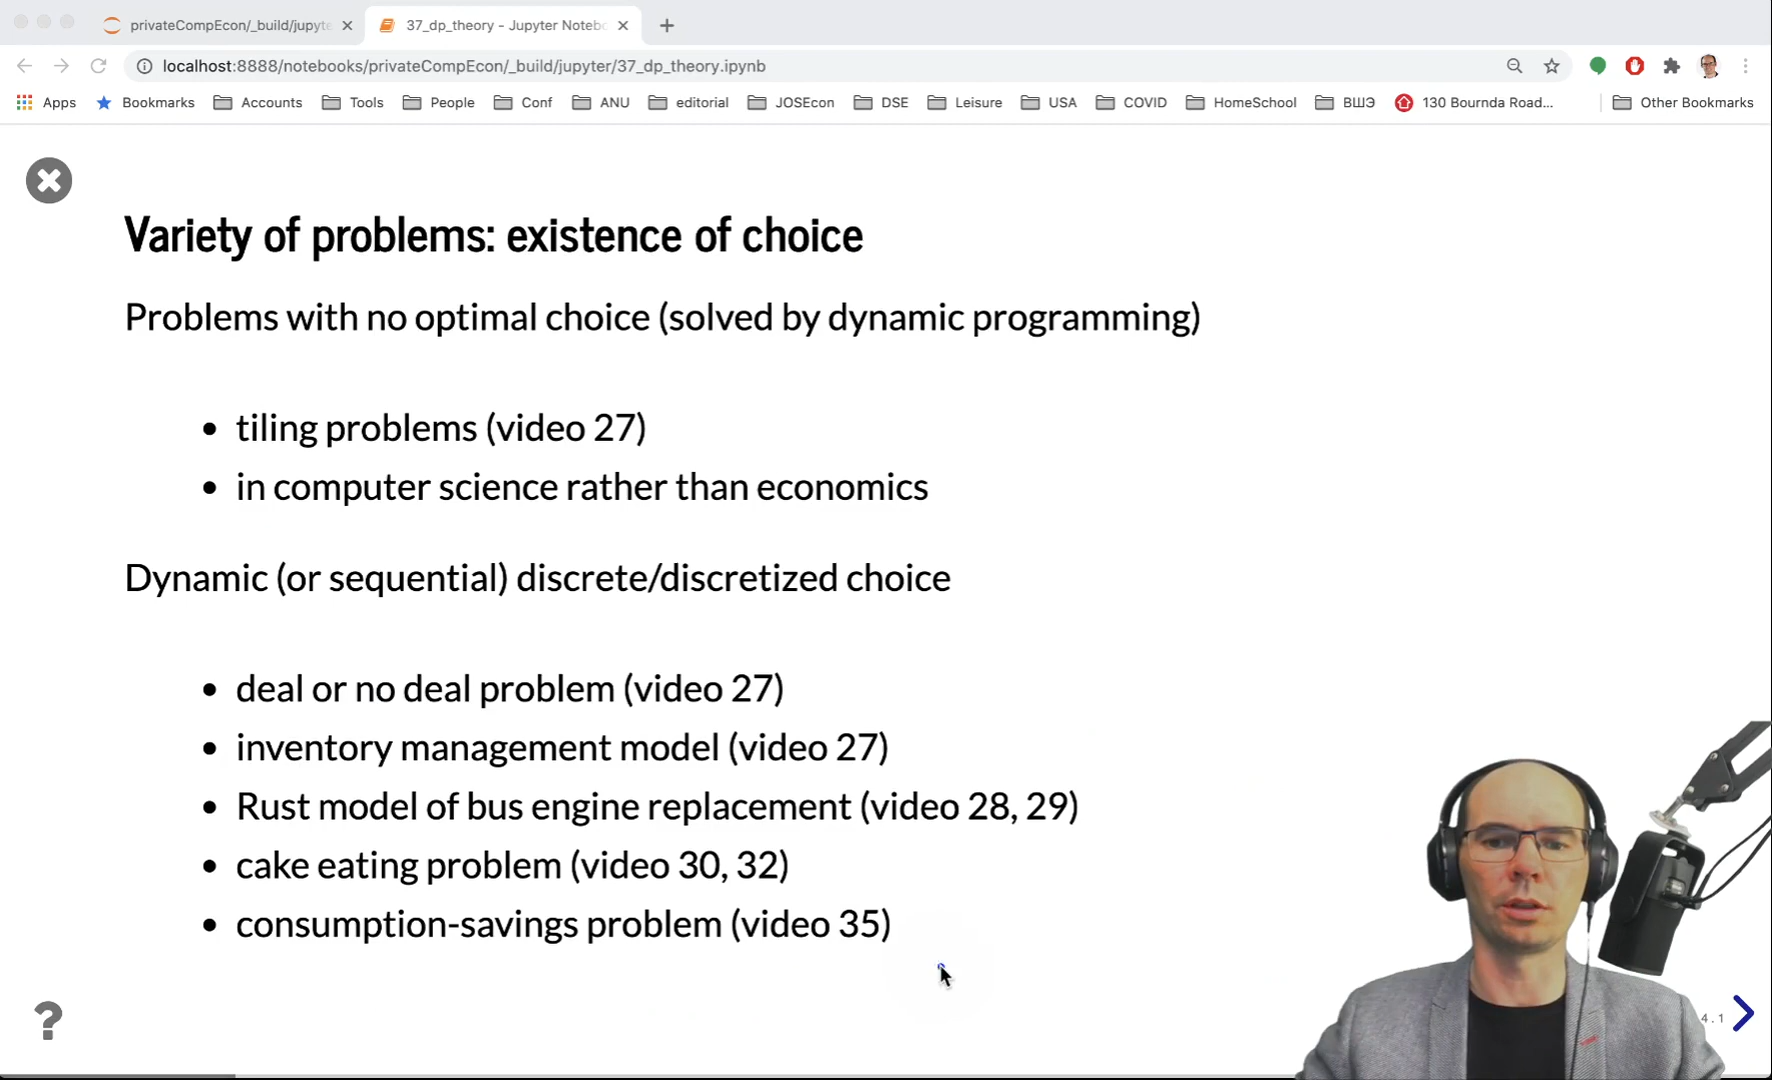 privateCompEcon/_build/jupyte
37_dp_theory - Jupyter Notebo
localhost:8888/notebooks/privateCompEcon/_build/jupyter/37_dp_theory.ipynb
Apps Bookmarks Accounts Tools People Conf ANU editorial JOSEcon DSE Leisure USA COVID HomeSchool ВШЭ 130 Bournda Road... Other Bookmarks
Variety of problems: existence of choice
Problems with no optimal choice (solved by dynamic programming)
• tiling problems (video 27)
• in computer science rather than economics
Dynamic (or sequential) discrete/discretized choice
• deal or no deal problem (video 27)
• inventory management model (video 27)
• Rust model of bus engine replacement (video 28, 29)
• cake eating problem (video 30, 32)
• consumption-savings problem (video 35)
?
4.1